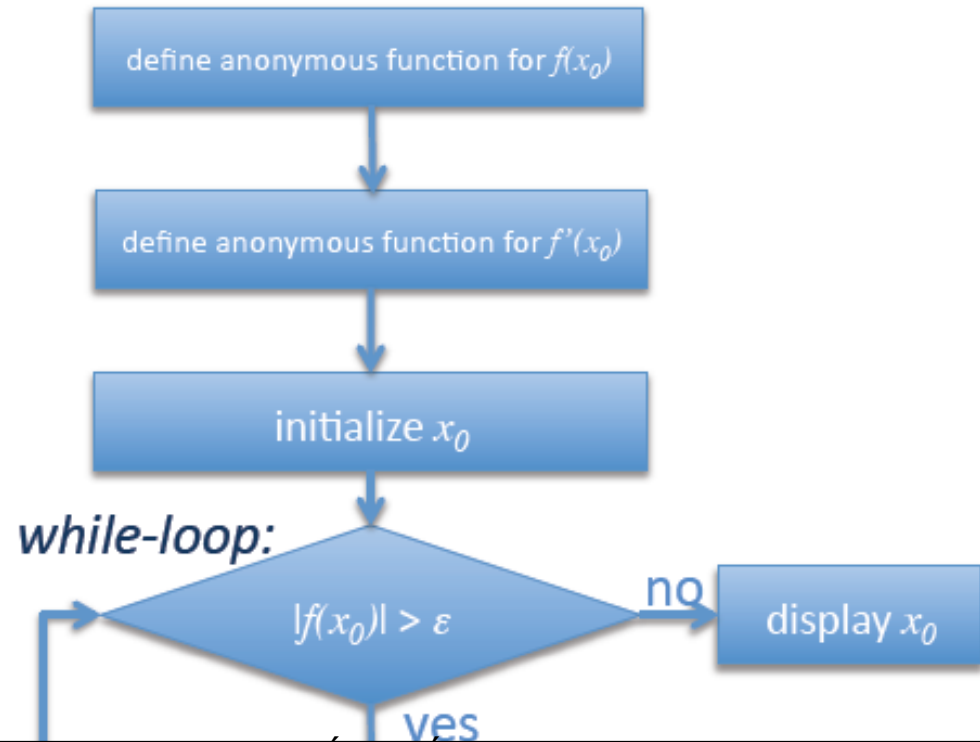 define anonymous function for f(x₀)
define anonymous function for f'(x₀)
initialize x₀
while-loop:
|f(x₀)| > ε
no
display x₀
yes